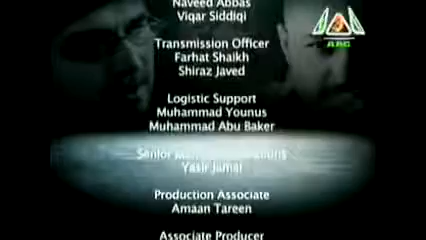 Naveed Abbas
Viqar Siddiqi
Transmission Officer
Farhat Shaikh
Shiraz Javed
Logistic Support
Muhammad Younus
Muhammad Abu Baker
Senior
Yasir Jamal
Production Associate
Amaan Tareen
Associate Producer